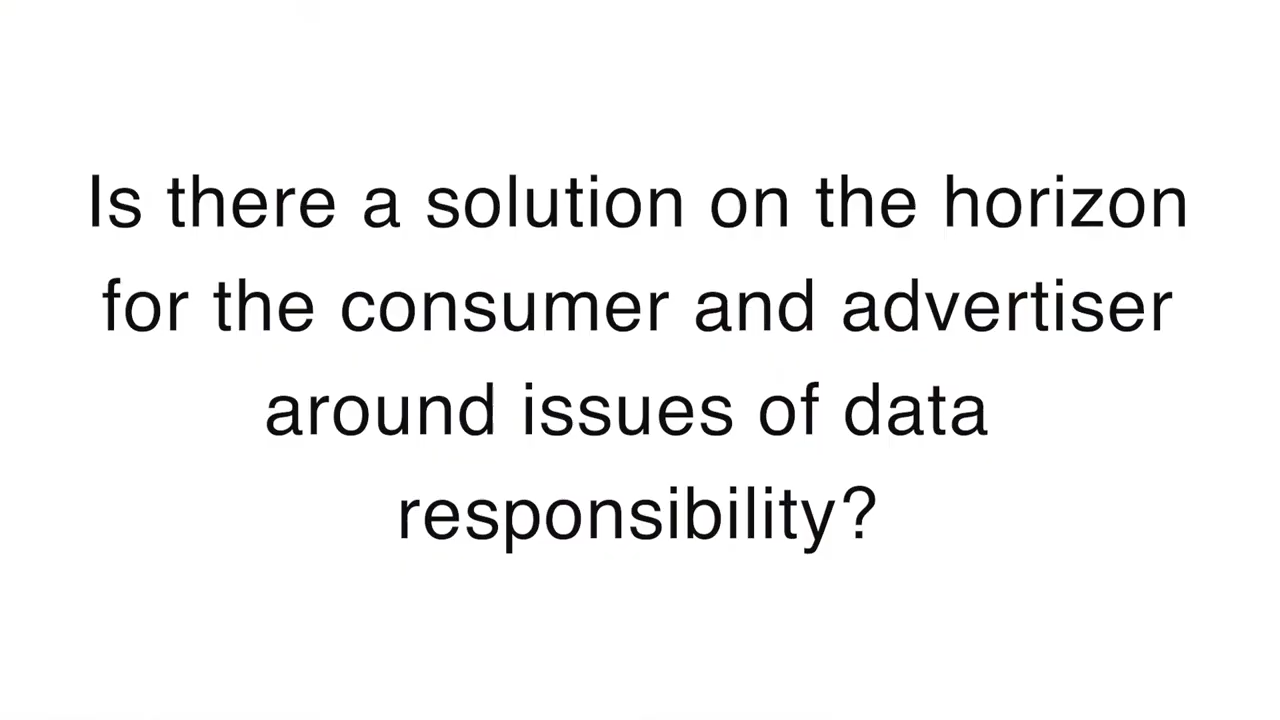 Is there a solution on the horizon
for the consumer and advertiser
around issues of data
responsibility?